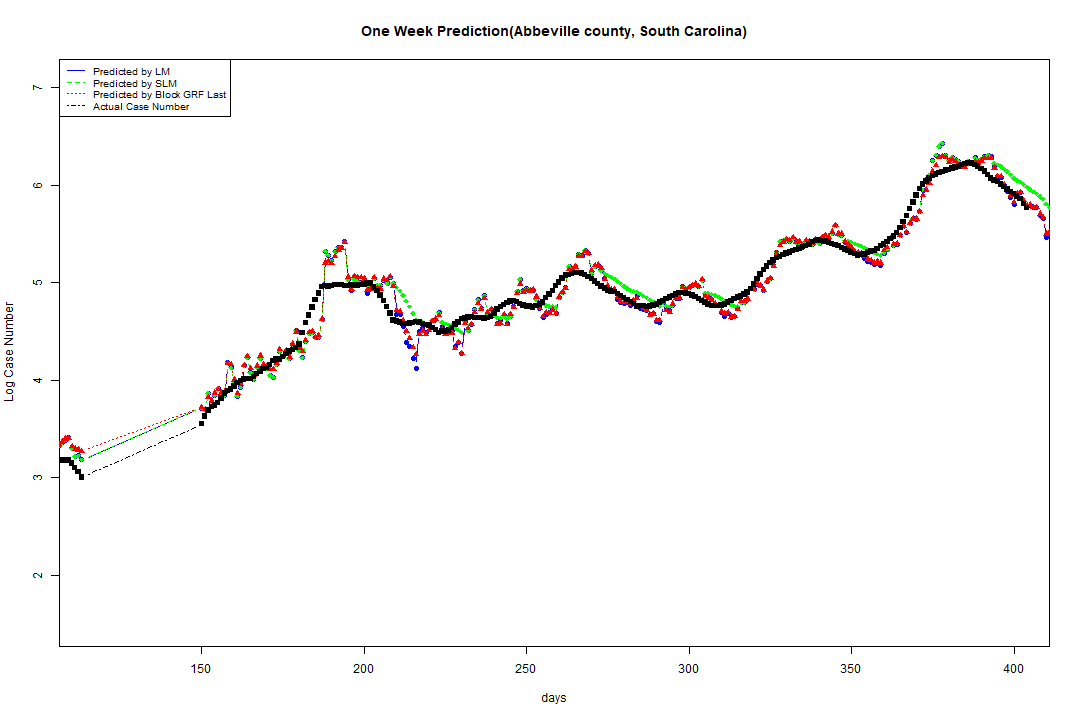 One Week Prediction(Abbeville county, South Carolina)
Predicted by LM
Predicted by SLM
Predicted by Block GRF Last
Actual Case Number
Log Case Number
7
6
5
4
3
2
150 200 250 300 350 400
days